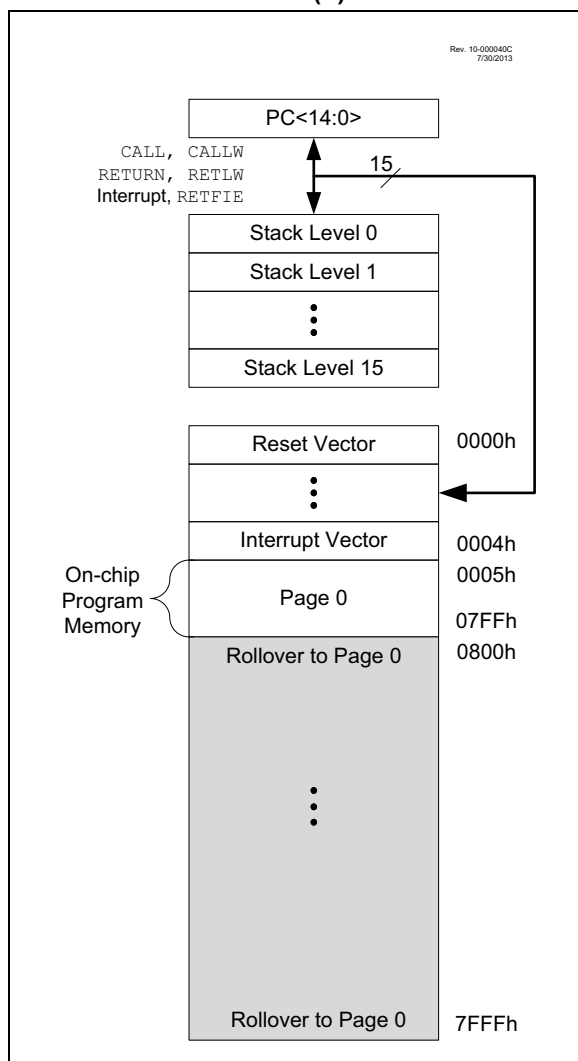 Rev. 10-000040C
7/30/2013
PC<14:0>
CALL, CALLW
RETURN, RETLW
Interrupt, RETFIE
15
Stack Level 0
Stack Level 1
Stack Level 15
Reset Vector
0000h
Interrupt Vector
0004h
On-chip
Program
Memory
Page 0
0005h
07FFh
Rollover to Page 0
0800h
Rollover to Page 0
7FFFh